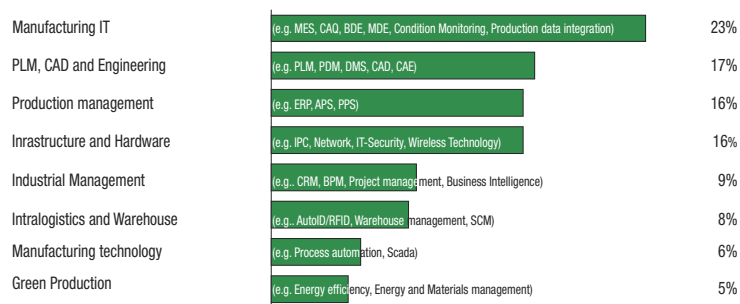 Manufacturing IT (e.g. MES, CAQ, BDE, MDE, Condition Monitoring, Production data integration) 23%
PLM, CAD and Engineering (e.g. PLM, PDM, DMS, CAD, CAE) 17%
Production management (e.g. ERP, APS, PPS) 16%
Inrastructure and Hardware (e.g. IPC, Network, IT-Security, Wireless Technology) 16%
Industrial Management (e.g.. CRM, BPM, Project management, Business Intelligence) 9%
Intralogistics and Warehouse (e.g.. AutoID/RFID, Warehouse management, SCM) 8%
Manufacturing technology (e.g. Process automation, Scada) 6%
Green Production (e.g. Energy efficiency, Energy and Materials management) 5%